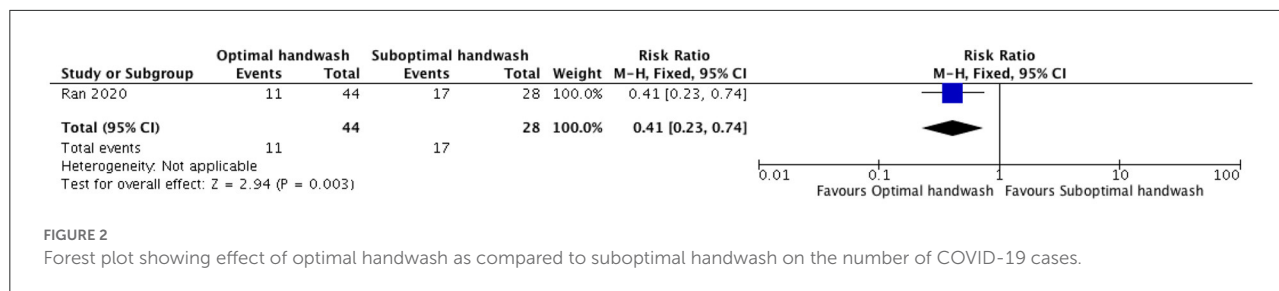 Optimal handwash Suboptimal handwash Risk Ratio Risk Ratio
Study or Subgroup Events Total Events Total Weight M-H, Fixed, 95% CI M-H, Fixed, 95% CI
Ran 2020 11 44 17 28 100.0% 0.41 [0.23, 0.74]
Total (95% CI) 44 28 100.0% 0.41 [0.23, 0.74]
Total events 11 17
Heterogeneity: Not applicable
Test for overall effect: Z = 2.94 (P = 0.003)
0.01 0.1 1 10 100
Favours Optimal handwash Favours Suboptimal handwash
FIGURE 2
Forest plot showing effect of optimal handwash as compared to suboptimal handwash on the number of COVID-19 cases.